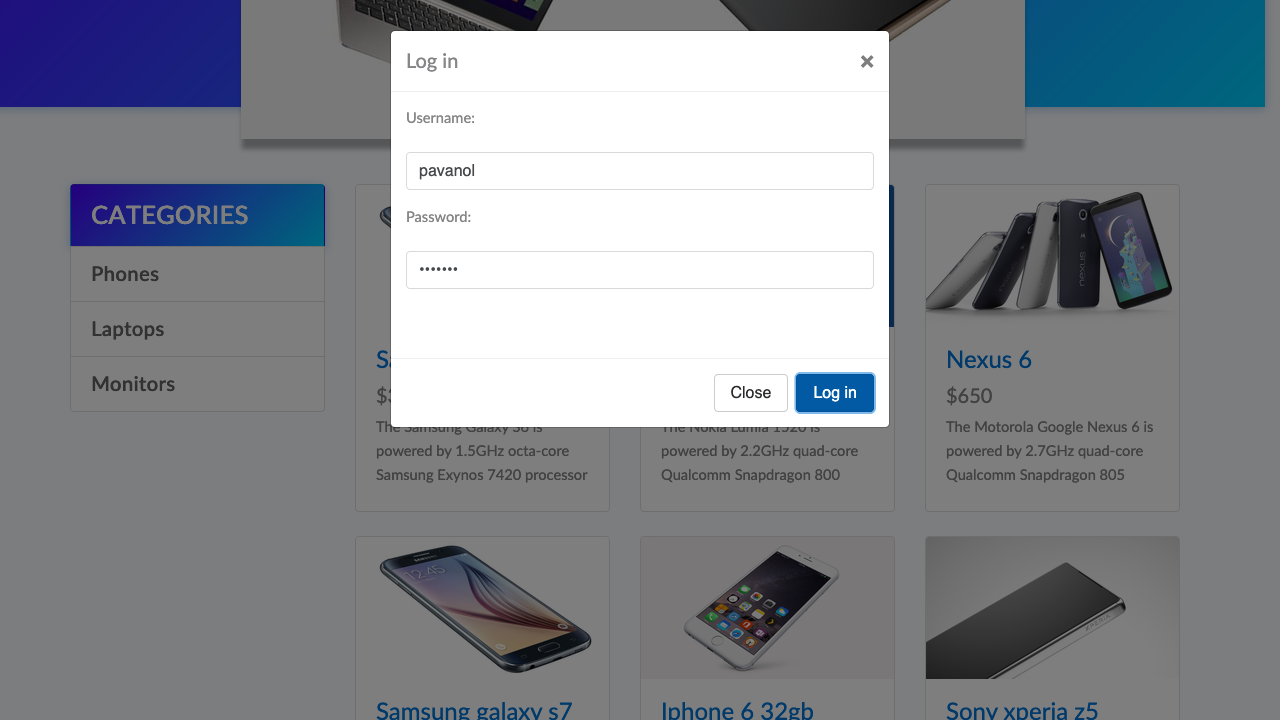 Log in
×
Username:
pavanol
Password:
•••••••
Close
Log in
CATEGORIES
Phones
Laptops
Monitors
$
The Samsung Galaxy S6 is
powered by 1.5GHz octa-core
Samsung Exynos 7420 processor
The Nokia Lumia 1520 is
powered by 2.2GHz quad-core
Qualcomm Snapdragon 800
Nexus 6
$650
The Motorola Google Nexus 6 is
powered by 2.7GHz quad-core
Qualcomm Snapdragon 805
Samsung galaxy s7
Iphone 6 32gb
Sony xperia z5